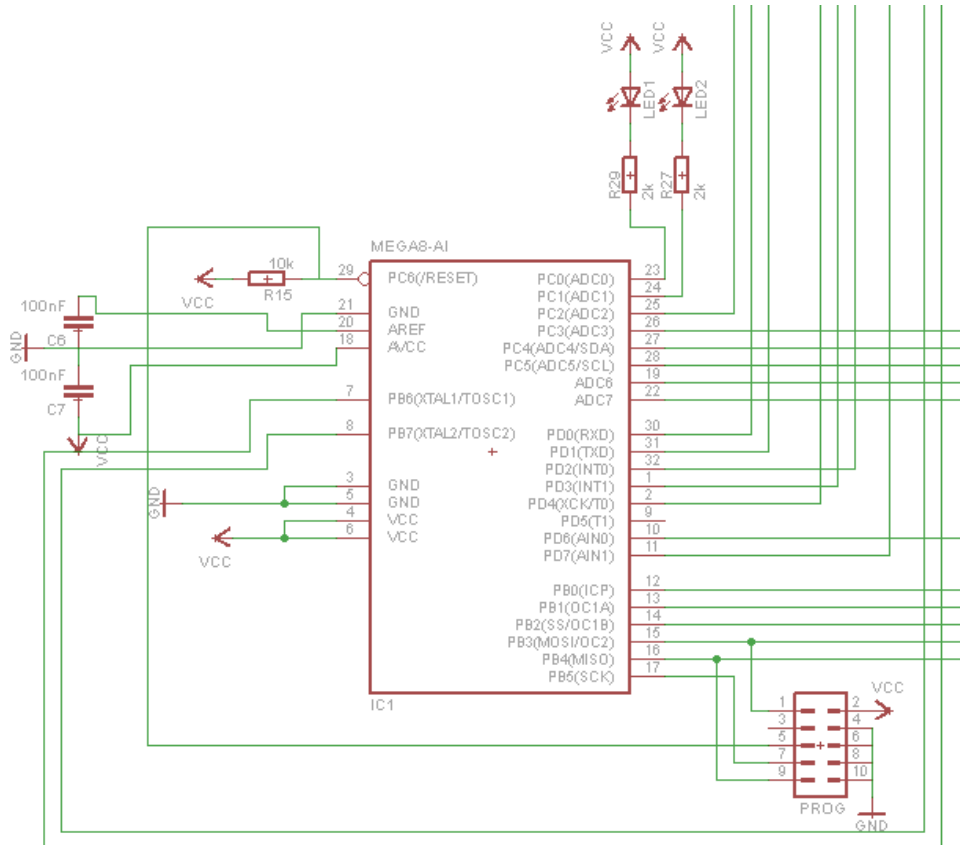 VCC
VCC
LED1
LED2
R29
2k
R27
2k
MEGA8-AI
10k
R15
VCC
29
PC6(/RESET)
PC0(ADC0)
23
PC1(ADC1)
24
100nF
C6
GND
21
GND
PC2(ADC2)
25
20
AREF
PC3(ADC3)
26
18
AVCC
PC4(ADC4/SDA)
27
PC5(ADC5/SCL)
28
100nF
C7
VCC
ADC6
19
7
PB6(XTAL1/TOSC1)
ADC7
22
8
PB7(XTAL2/TOSC2)
PD0(RXD)
30
PD1(TXD)
31
PD2(INT0)
32
GND
3
GND
PD3(INT1)
1
5
GND
PD4(XCK/T0)
2
4
VCC
PD5(T1)
9
VCC
6
VCC
PD6(AIN0)
10
PD7(AIN1)
11
PB0(ICP)
12
PB1(OC1A)
13
PB2(SS/OC1B)
14
PB3(MOSI/OC2)
15
PB4(MISO)
16
PB5(SCK)
17
IC1
VCC
1
2
3
4
5
6
7
8
9
10
PROG
GND